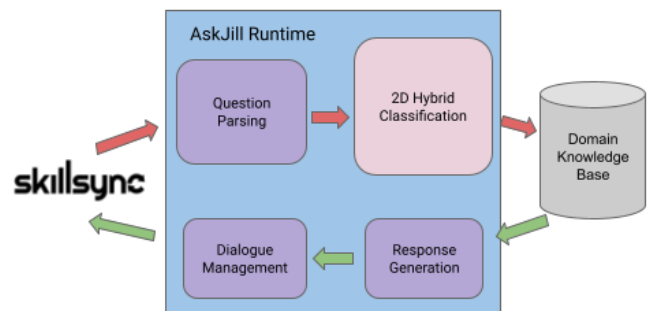 AskJill Runtime
Question
Parsing
2D Hybrid
Classification
Domain
Knowledge
Base
skillsync
Dialogue
Management
Response
Generation